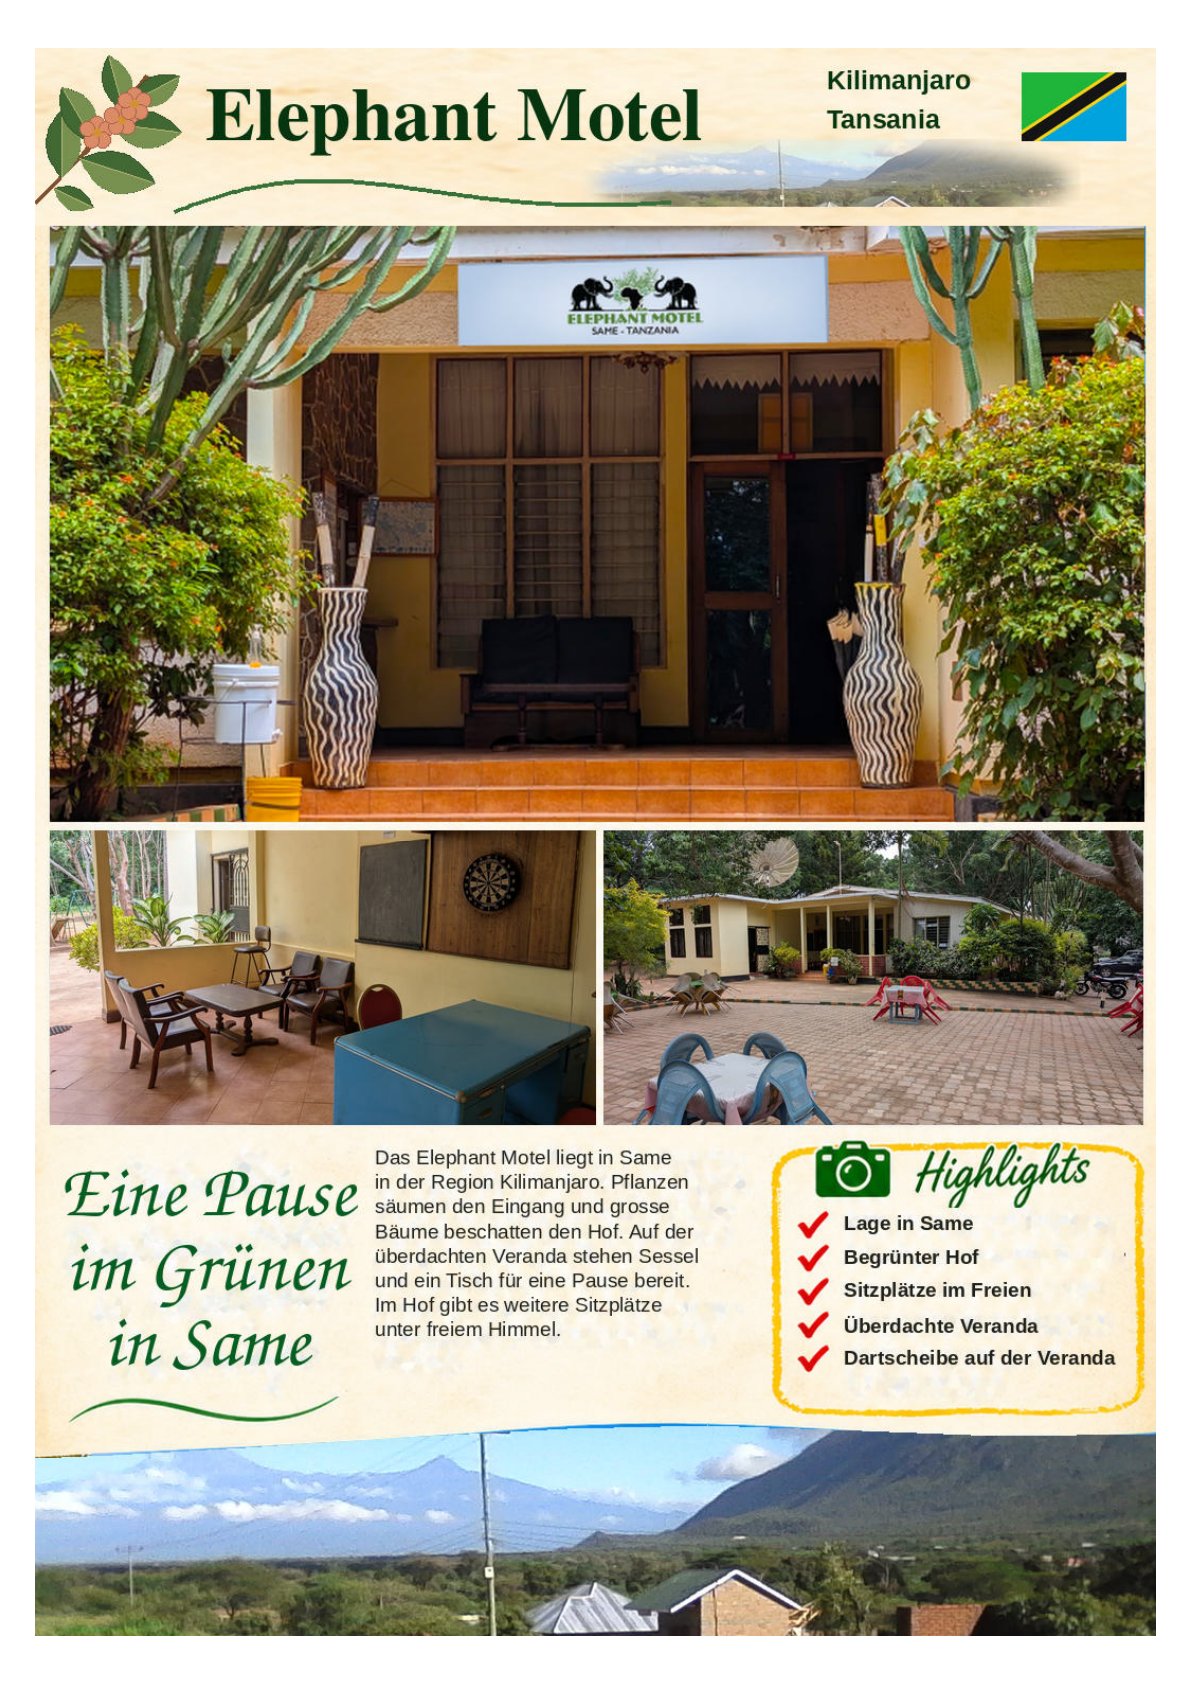 Elephant Motel
Kilimanjaro
Tansania
ELEPHANT MOTEL
SAME - TANZANIA
Eine Pause
im Grünen
in Same
Das Elephant Motel liegt in Same
in der Region Kilimanjaro. Pflanzen
säumen den Eingang und grosse
Bäume beschatten den Hof. Auf der
überdachten Veranda stehen Sessel
und ein Tisch für eine Pause bereit.
Im Hof gibt es weitere Sitzplätze
unter freiem Himmel.
Highlights
Lage in Same
Begrünter Hof
Sitzplätze im Freien
Überdachte Veranda
Dartscheibe auf der Veranda